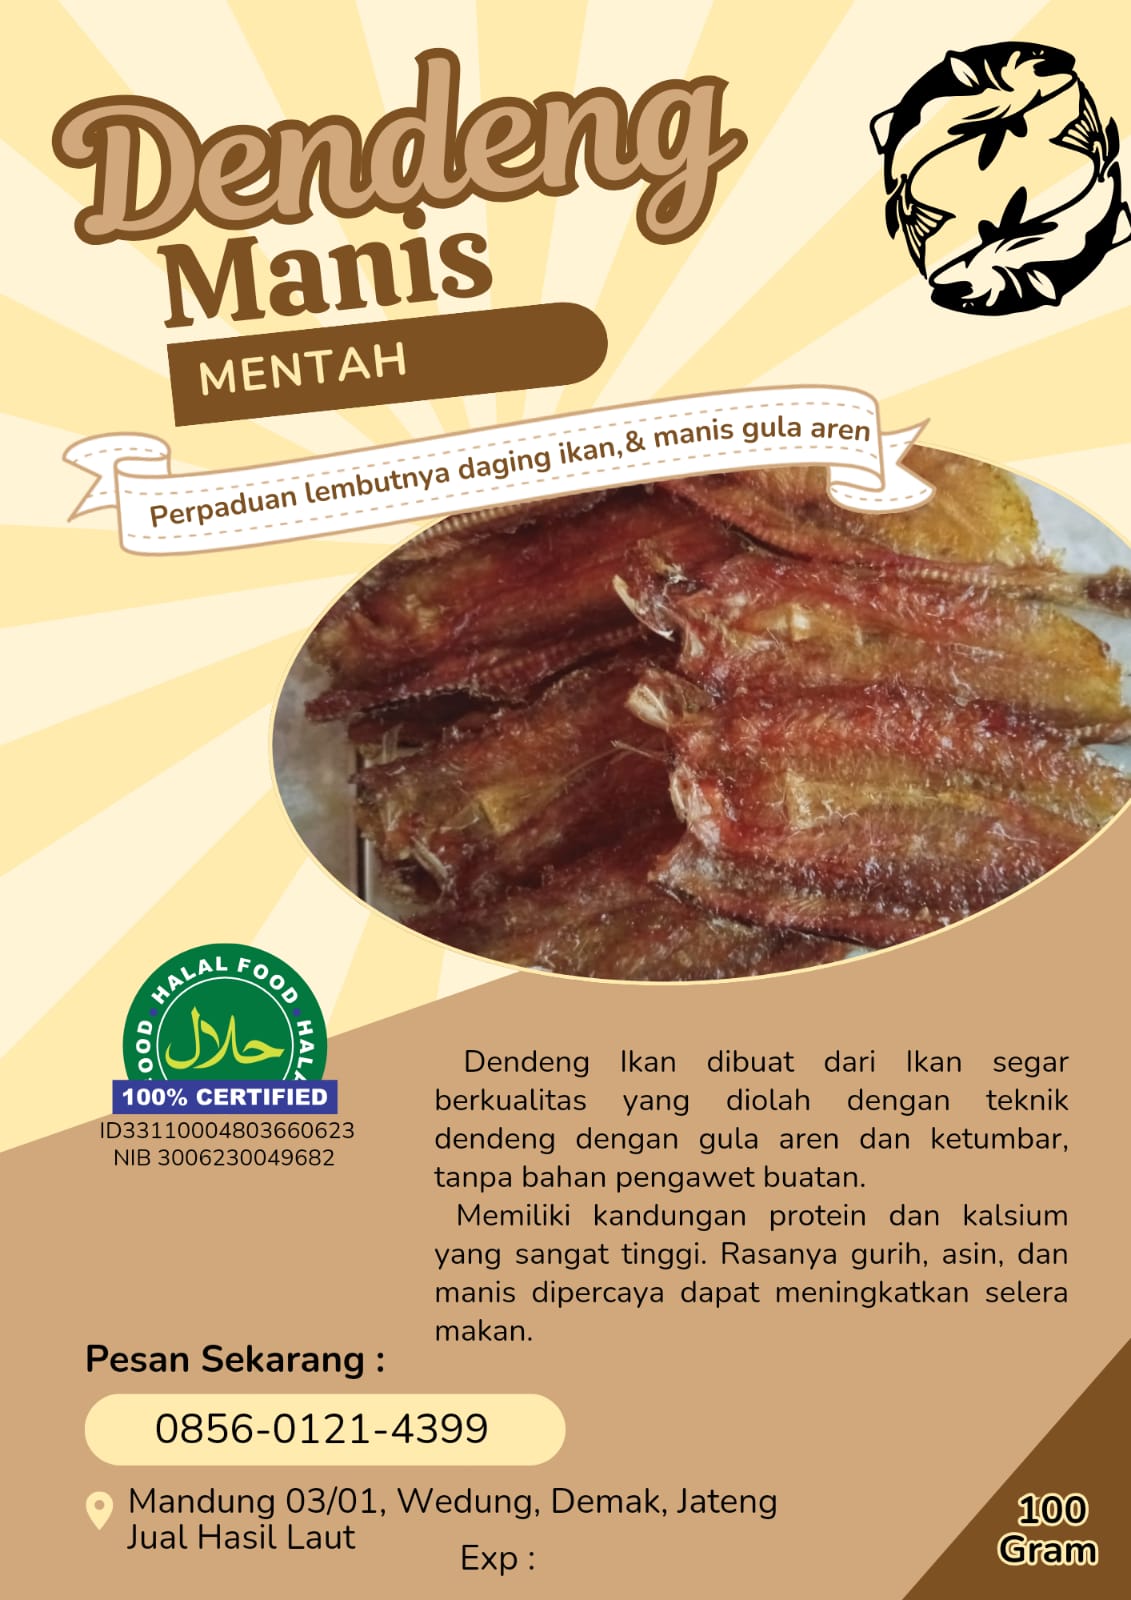 Dendeng
Manis
MENTAH
Perpaduan lembutnya daging ikan,& manis gula aren
HALAL FOOD
حلال
100% CERTIFIED
ID33110004803660623
NIB 3006230049682
Dendeng Ikan dibuat dari Ikan segar
berkualitas yang diolah dengan teknik
dendeng dengan gula aren dan ketumbar,
tanpa bahan pengawet buatan.
Memiliki kandungan protein dan kalsium
yang sangat tinggi. Rasanya gurih, asin, dan
manis dipercaya dapat meningkatkan selera
makan.
Pesan Sekarang :
0856-0121-4399
Mandung 03/01, Wedung, Demak, Jateng
Jual Hasil Laut
Exp :
100
Gram